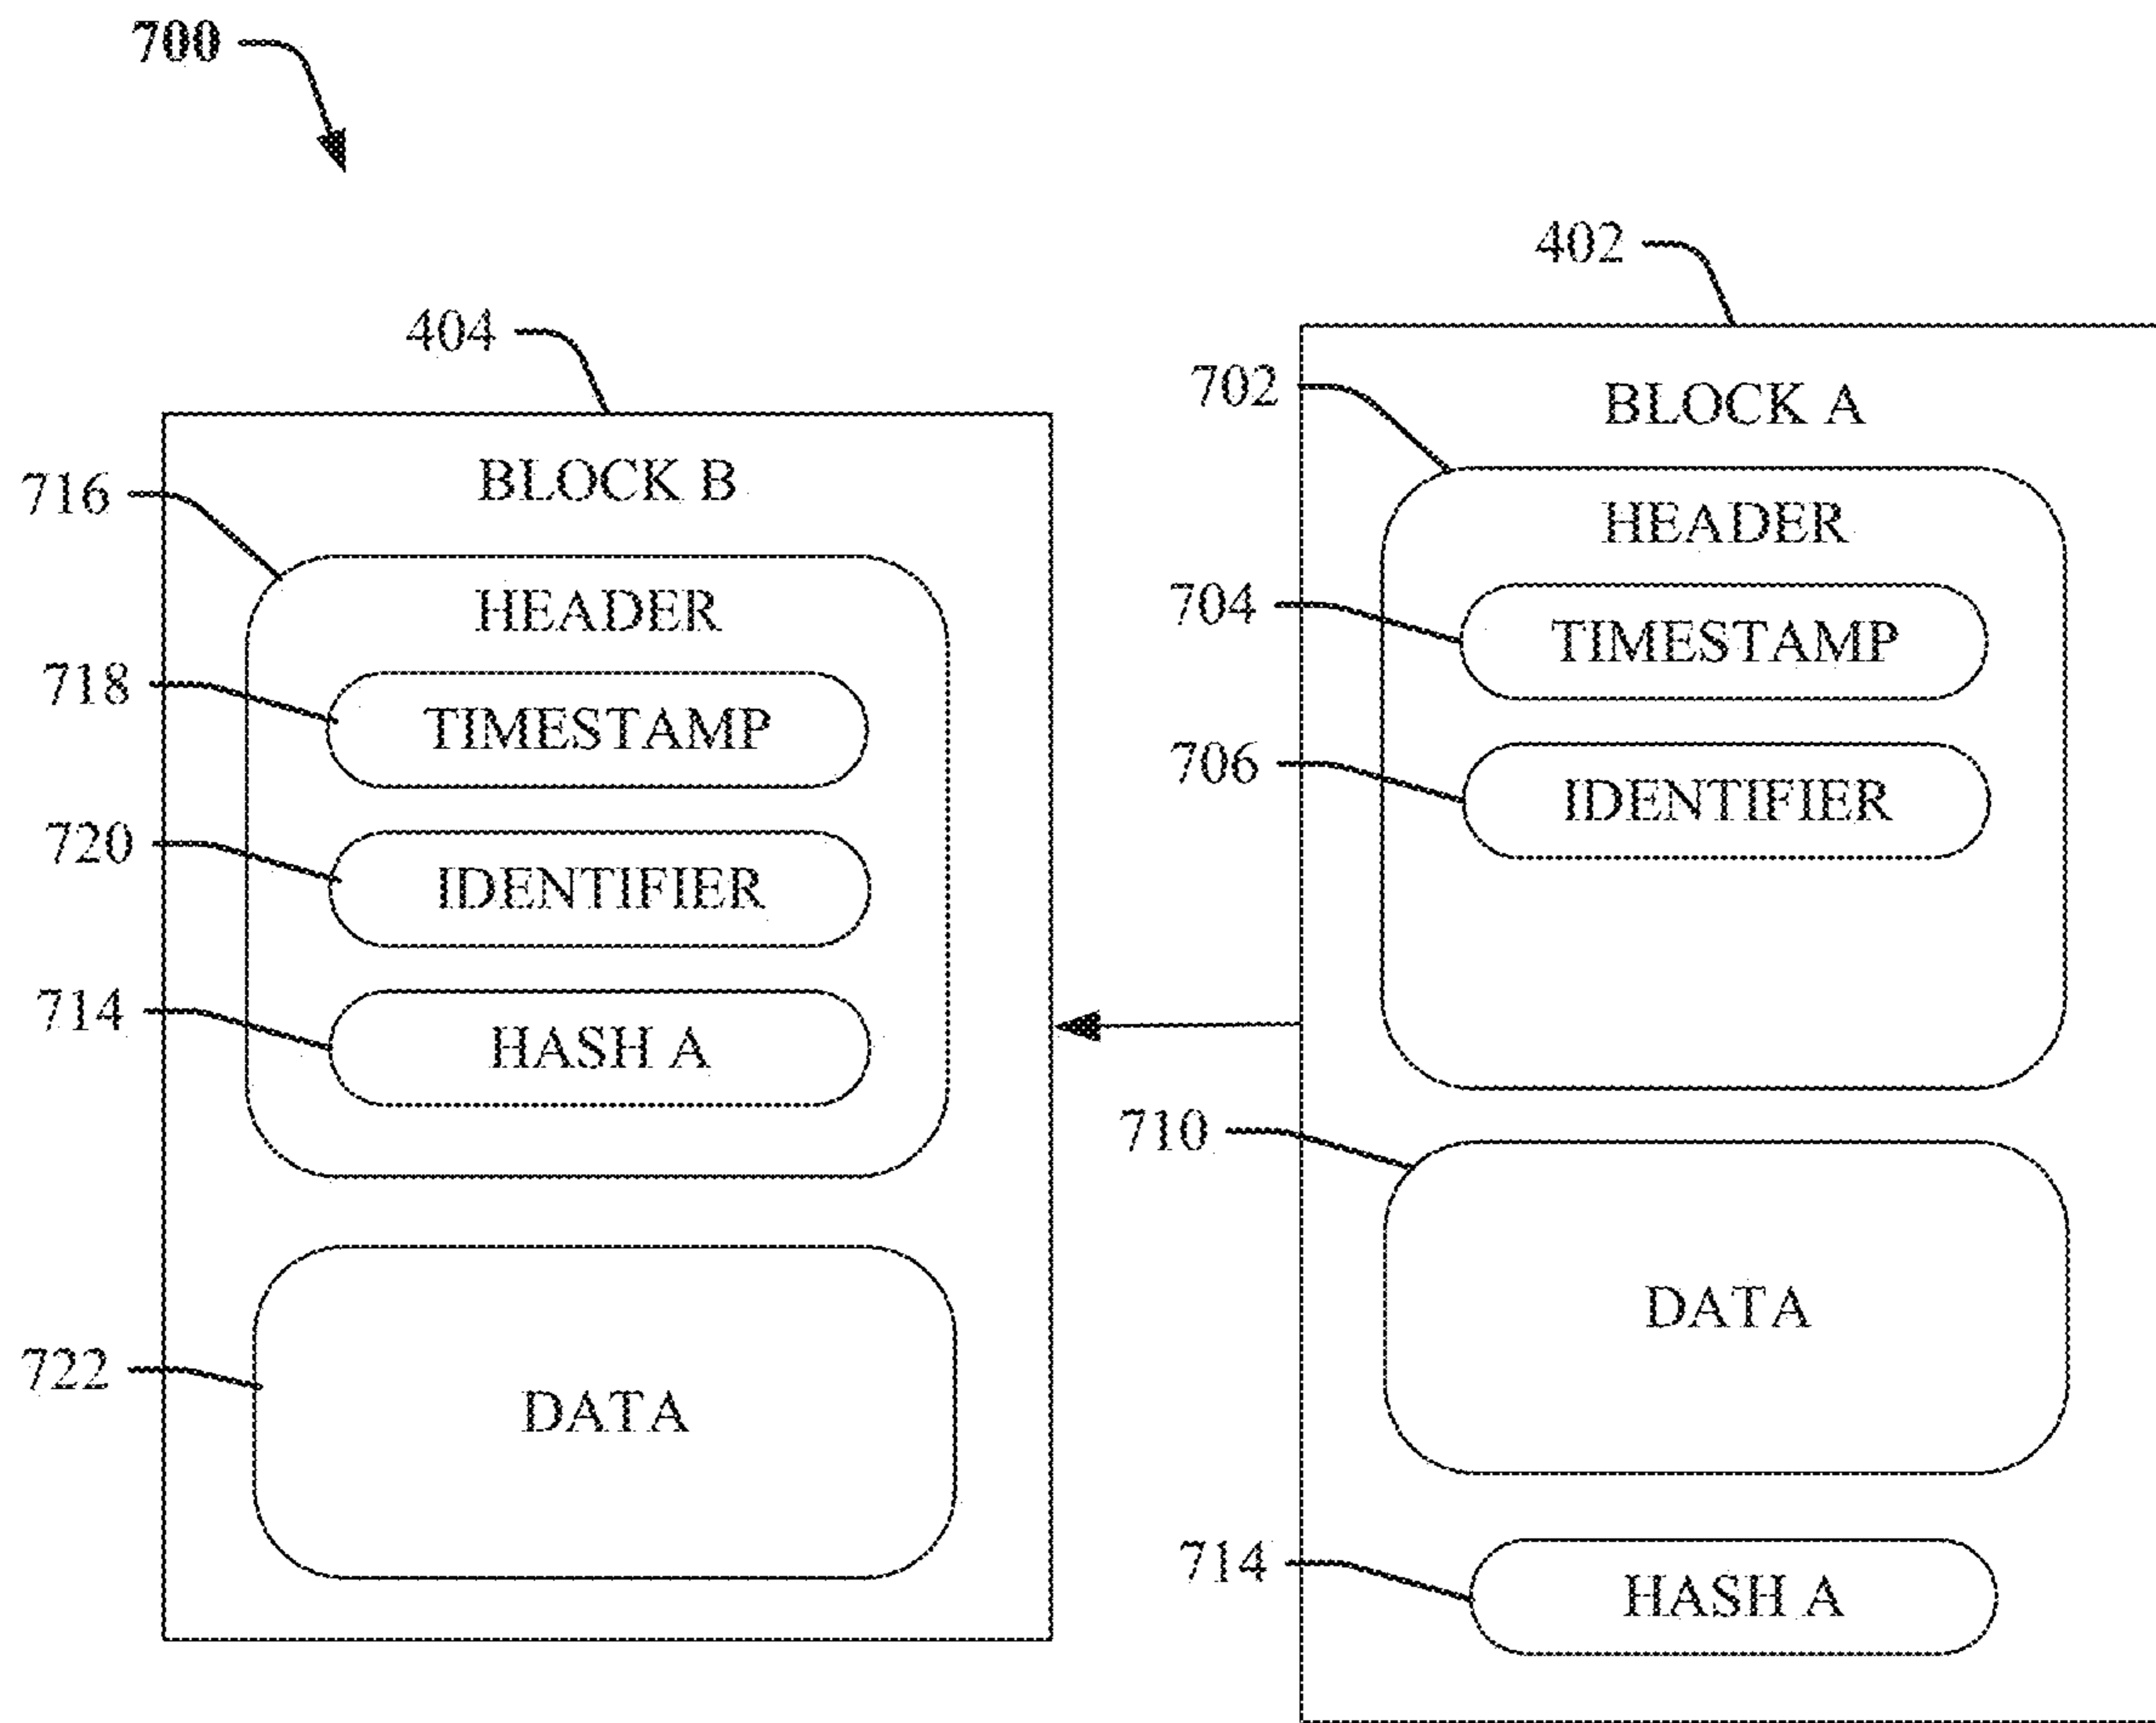 700
404
BLOCK B
716
HEADER
718
TIMESTAMP
720
IDENTIFIER
714
HASH A
722
DATA
402
BLOCK A
702
HEADER
704
TIMESTAMP
706
IDENTIFIER
710
DATA
714
HASH A